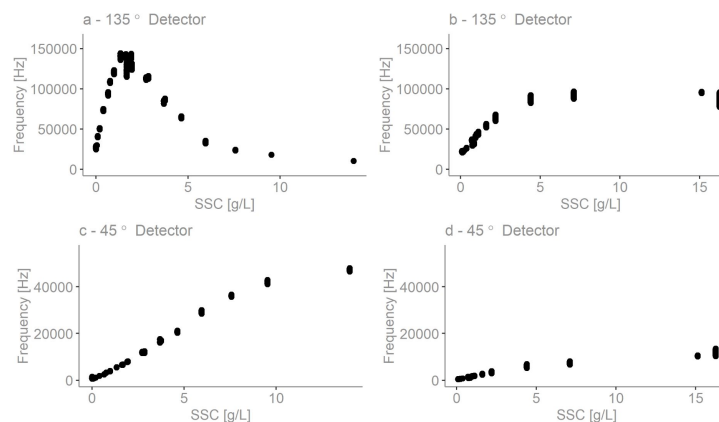 a - 135 ° Detector
150000
100000
50000
0
Frequency [Hz]
0 5 10
SSC [g/L]
b - 135 ° Detector
150000
100000
50000
0
Frequency [Hz]
0 5 10 15
SSC [g/L]
c - 45 ° Detector
40000
20000
0
Frequency [Hz]
0 5 10
SSC [g/L]
d - 45 ° Detector
40000
20000
0
Frequency [Hz]
0 5 10 15
SSC [g/L]